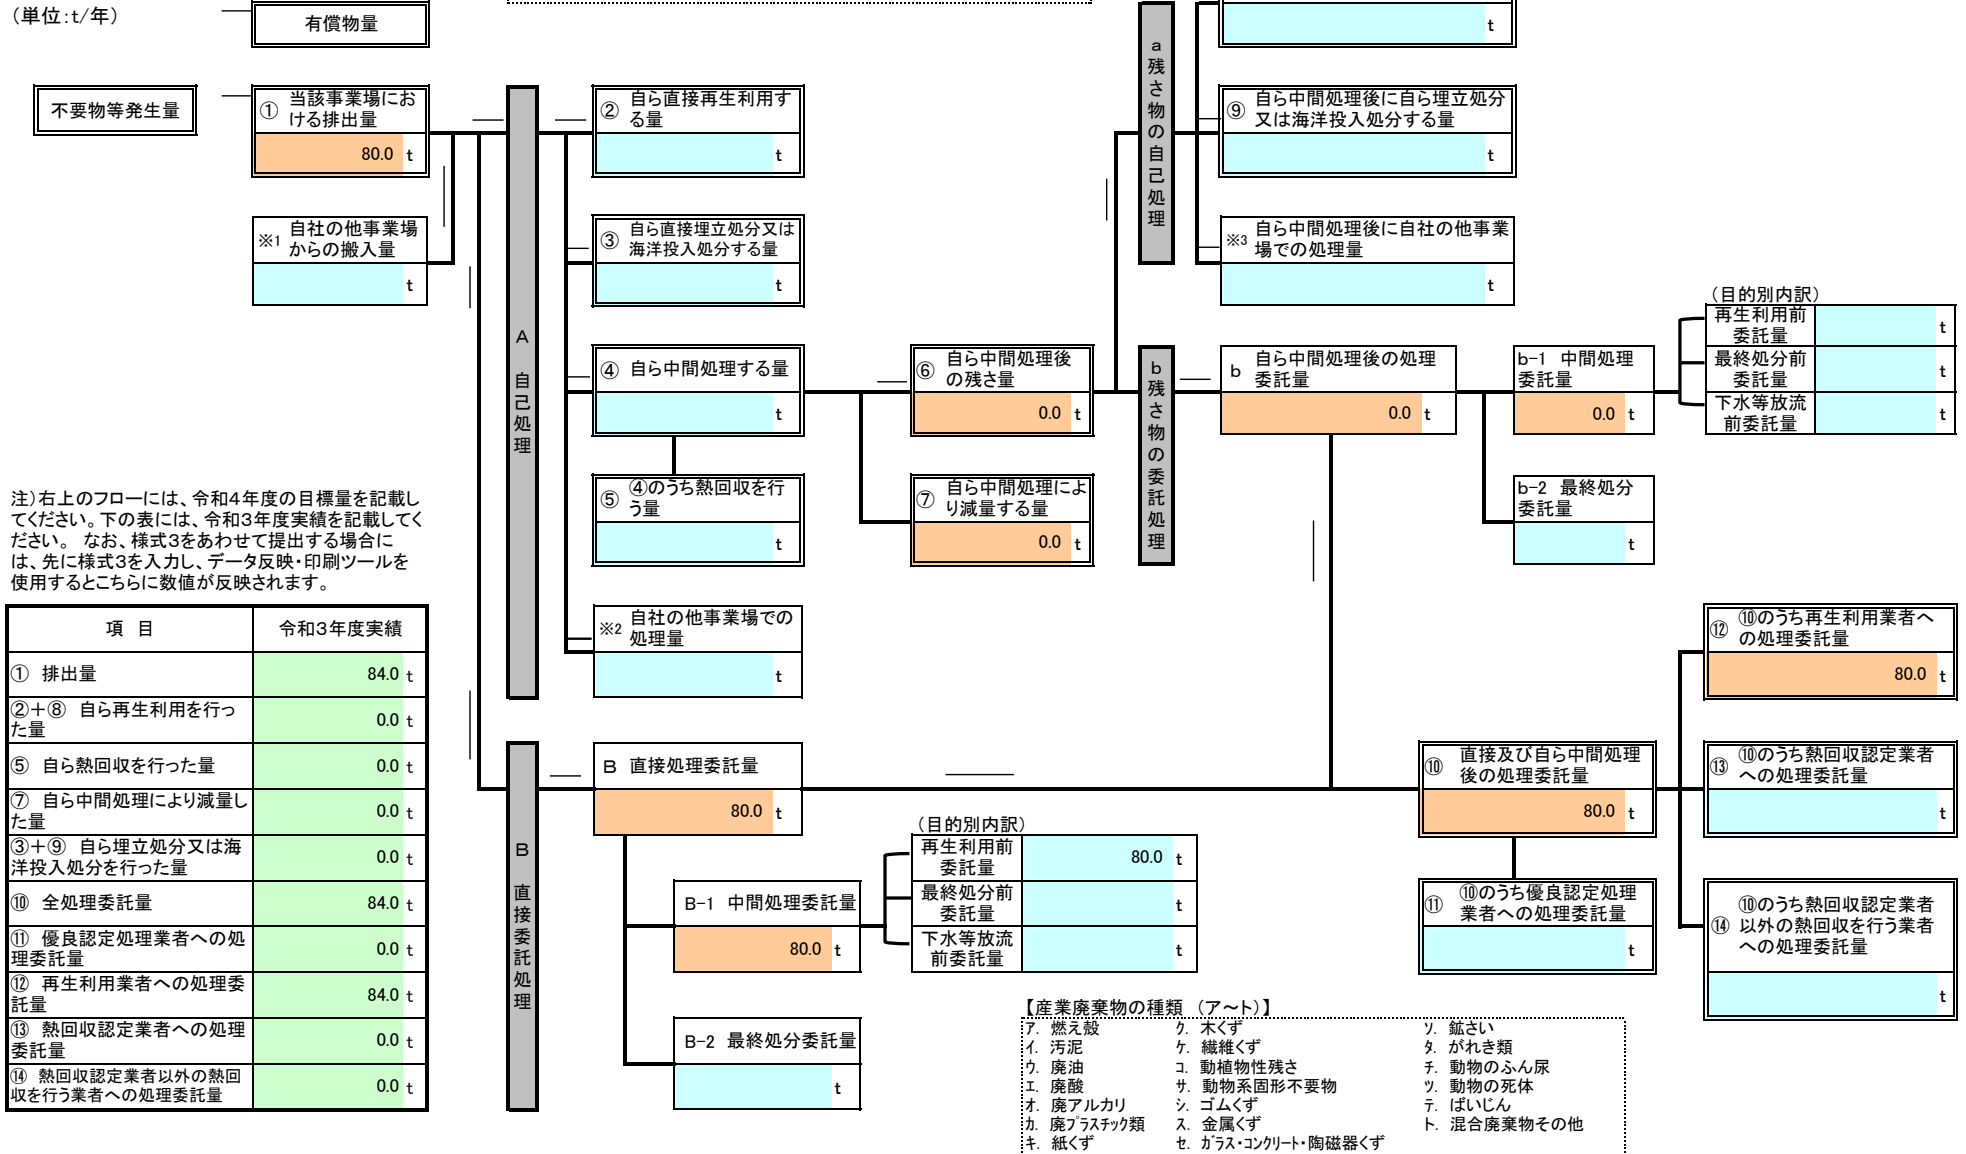 （単位：t/年）
有償物量
t
不要物等発生量
① 当該事業場にお
ける排出量
80.0 t
※1 自社の他事業場
からの搬入量
t
A 自己処理
② 自ら直接再生利用す
る量
t
③ 自ら直接埋立処分又は
海洋投入処分する量
t
④ 自ら中間処理する量
t
⑤ ④のうち熱回収を行
う量
t
※2 自社の他事業場での
処理量
t
⑥ 自ら中間処理後
の残さ量
0.0 t
⑦ 自ら中間処理によ
り減量する量
0.0 t
a 残さ物の自己処理
⑨ 自ら中間処理後に自ら埋立処分
又は海洋投入処分する量
t
※3 自ら中間処理後に自社の他事業
場での処理量
t
b 残さ物の委託処理
b 自ら中間処理後の処理
委託量
0.0 t
b-1 中間処理
委託量
0.0 t
（目的別内訳）
再生利用前
委託量
t
最終処分前
委託量
t
下水等放流
前委託量
t
b-2 最終処分
委託量
t
注）右上のフローには、令和4年度の目標量を記載し
てください。下の表には、令和3年度実績を記載してく
ださい。 なお、様式3をあわせて提出する場合に
は、先に様式3を入力し、データ反映・印刷ツールを
使用するとこちらに数値が反映されます。
項 目 令和3年度実績
① 排出量 84.0 t
②＋⑧ 自ら再生利用を行っ
た量 0.0 t
⑤ 自ら熱回収を行った量 0.0 t
⑦ 自ら中間処理により減量し
た量 0.0 t
③＋⑨ 自ら埋立処分又は海
洋投入処分を行った量 0.0 t
⑩ 全処理委託量 84.0 t
⑪ 優良認定処理業者への処
理委託量 0.0 t
⑫ 再生利用業者への処理委
託量 84.0 t
⑬ 熱回収認定業者への処理
委託量 0.0 t
⑭ 熱回収認定業者以外の熱回
収を行う業者への処理委託量 0.0 t
B 直接委託処理
B 直接処理委託量
80.0 t
B-1 中間処理委託量
80.0 t
（目的別内訳）
再生利用前
委託量
80.0 t
最終処分前
委託量
t
下水等放流
前委託量
t
B-2 最終処分委託量
t
⑩ 直接及び自ら中間処理
後の処理委託量
80.0 t
⑪ ⑩のうち優良認定処理
業者への処理委託量
t
⑫ ⑩のうち再生利用業者へ
の処理委託量
80.0 t
⑬ ⑩のうち熱回収認定業者
への処理委託量
t
⑭ ⑩のうち熱回収認定業者
以外の熱回収を行う業者
への処理委託量
t
【産業廃棄物の種類 （ア～ト）】
ア. 燃え殻 ク. 木くず ソ. 鉱さい
イ. 汚泥 ケ. 繊維くず タ. がれき類
ウ. 廃油 コ. 動植物性残さ チ. 動物のふん尿
エ. 廃酸 サ. 動物系固形不要物 ツ. 動物の死体
オ. 廃アルカリ シ. ゴムくず テ. ばいじん
カ. 廃プラスチック類 ス. 金属くず ト. 混合廃棄物その他
キ. 紙くず セ. ガラス・コンクリート・陶磁器くず